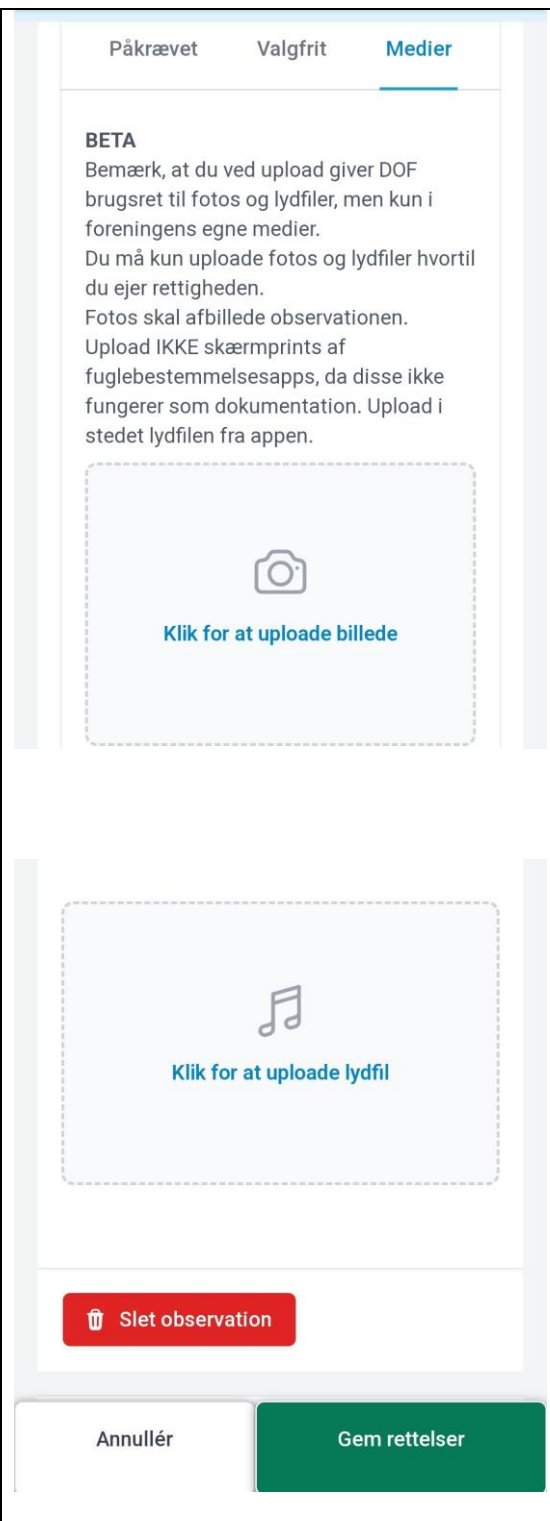 Påkrævet Valgfrit Medier
BETA
Bemærk, at du ved upload giver DOF
brugsret til fotos og lydfiler, men kun i
foreningens egne medier.
Du må kun uploade fotos og lydfiler hvortil
du ejer rettigheden.
Fotos skal afbillede observationen.
Upload IKKE skærmprints af
fuglebestemmelsesapps, da disse ikke
fungerer som dokumentation. Upload i
stedet lydfilen fra appen.
Klik for at uploade billede
Klik for at uploade lydfil
Slet observation
Annullér Gem rettelser